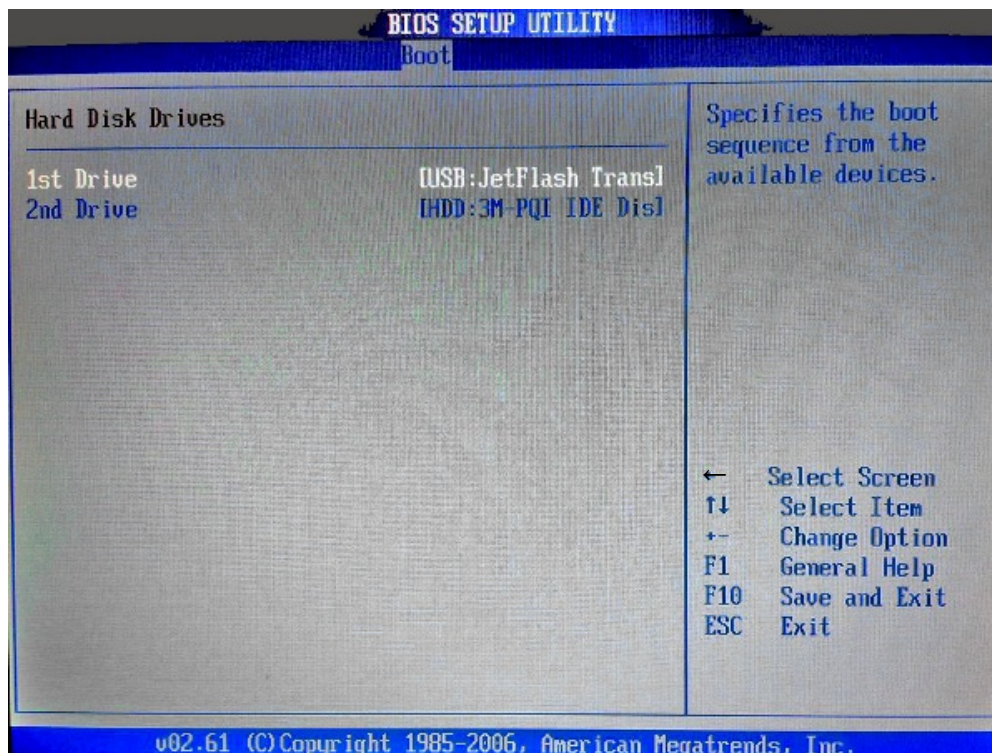 BIOS SETUP UTILITY
Boot
Hard Disk Drives
1st Drive [USB:JetFlash Trans]
2nd Drive [HDD:3M-PQI IDE Dis]
Specifies the boot
sequence from the
available devices.
← Select Screen
↑↓ Select Item
+- Change Option
F1 General Help
F10 Save and Exit
ESC Exit
v02.61 (C)Copyright 1985-2006, American Megatrends, Inc.